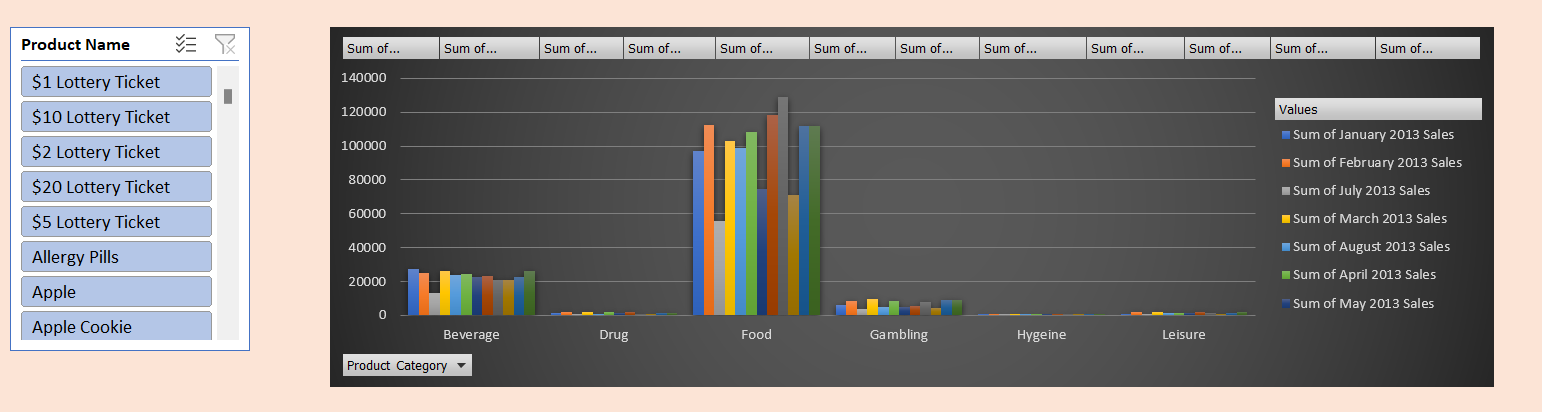 Product Name
$1 Lottery Ticket
$10 Lottery Ticket
$2 Lottery Ticket
$20 Lottery Ticket
$5 Lottery Ticket
Allergy Pills
Apple
Apple Cookie
Sum of... Sum of... Sum of... Sum of... Sum of... Sum of... Sum of... Sum of... Sum of... Sum of... Sum of... Sum of...
140000
120000
100000
80000
60000
40000
20000
0
Beverage Drug Food Gambling Hygeine Leisure
Product Category
Values
Sum of January 2013 Sales
Sum of February 2013 Sales
Sum of July 2013 Sales
Sum of March 2013 Sales
Sum of August 2013 Sales
Sum of April 2013 Sales
Sum of May 2013 Sales